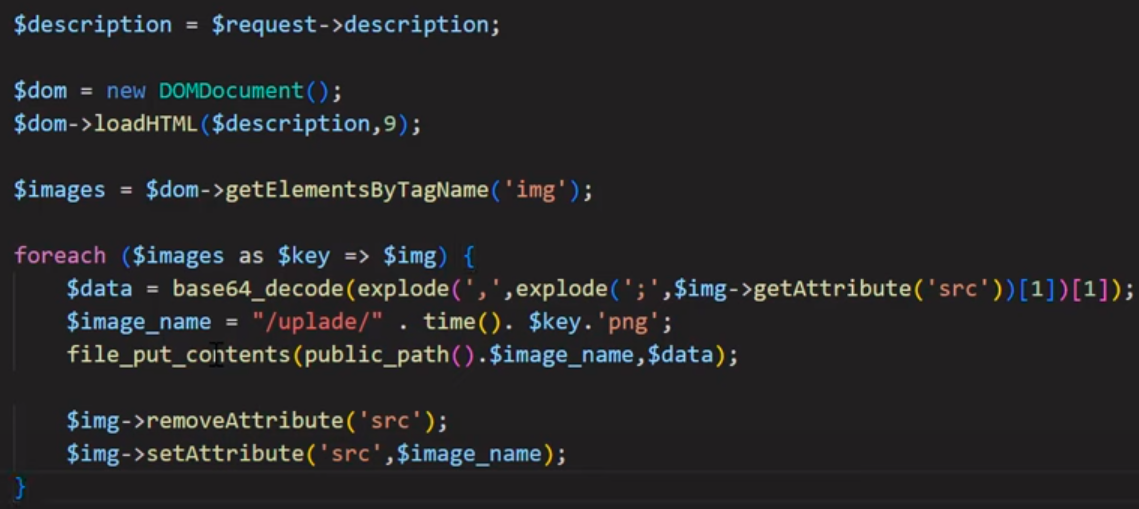 $description = $request->description;
$dom = new DOMDocument();
$dom->loadHTML($description,9);
$images = $dom->getElementsByTagName('img');
foreach ($images as $key => $img) {
$data = base64_decode(explode(',',explode(';',$img->getAttribute('src'))[1])[1]);
$image_name = "/uplade/" . time(). $key.'png';
file_put_contents(public_path().$image_name,$data);
$img->removeAttribute('src');
$img->setAttribute('src',$image_name);
}